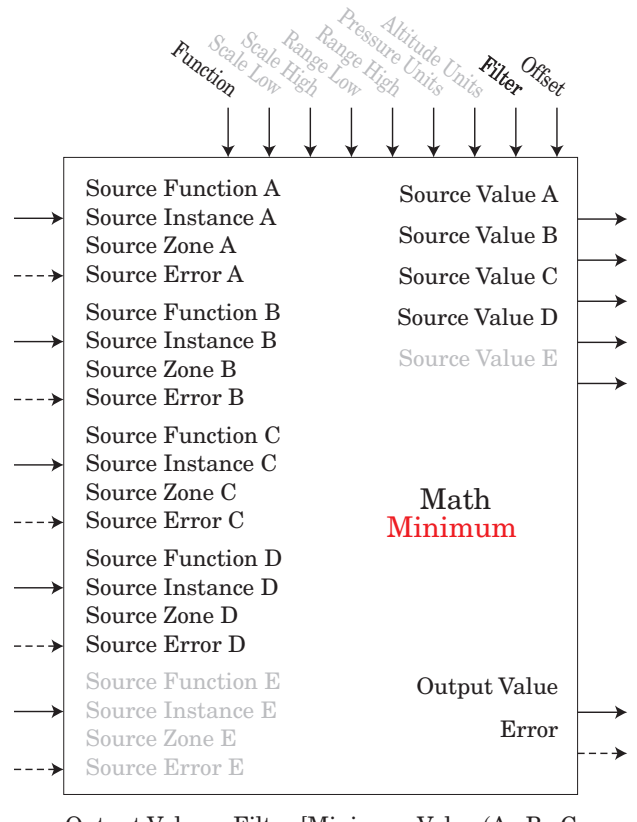 Function
Scale Low
Scale High
Range Low
Range High
Pressure Units
Altitude Units
Filter
Offset
Source Function A
Source Instance A
Source Zone A
Source Error A
Source Function B
Source Instance B
Source Zone B
Source Error B
Source Function C
Source Instance C
Source Zone C
Source Error C
Source Function D
Source Instance D
Source Zone D
Source Error D
Source Function E
Source Instance E
Source Zone E
Source Error E
Source Value A
Source Value B
Source Value C
Source Value D
Source Value E
Math
Minimum
Output Value
Error